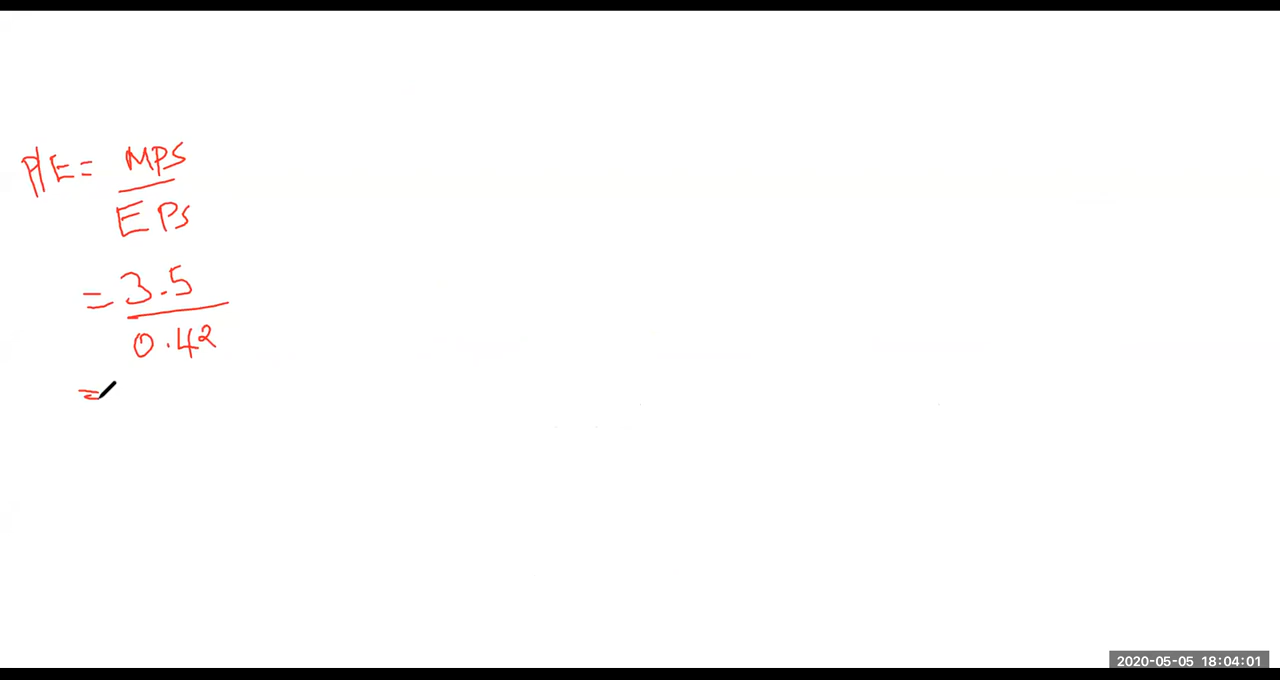 P/E = MPS
EPS
= 3.5
0.42
=
2020-05-05 18:04:01